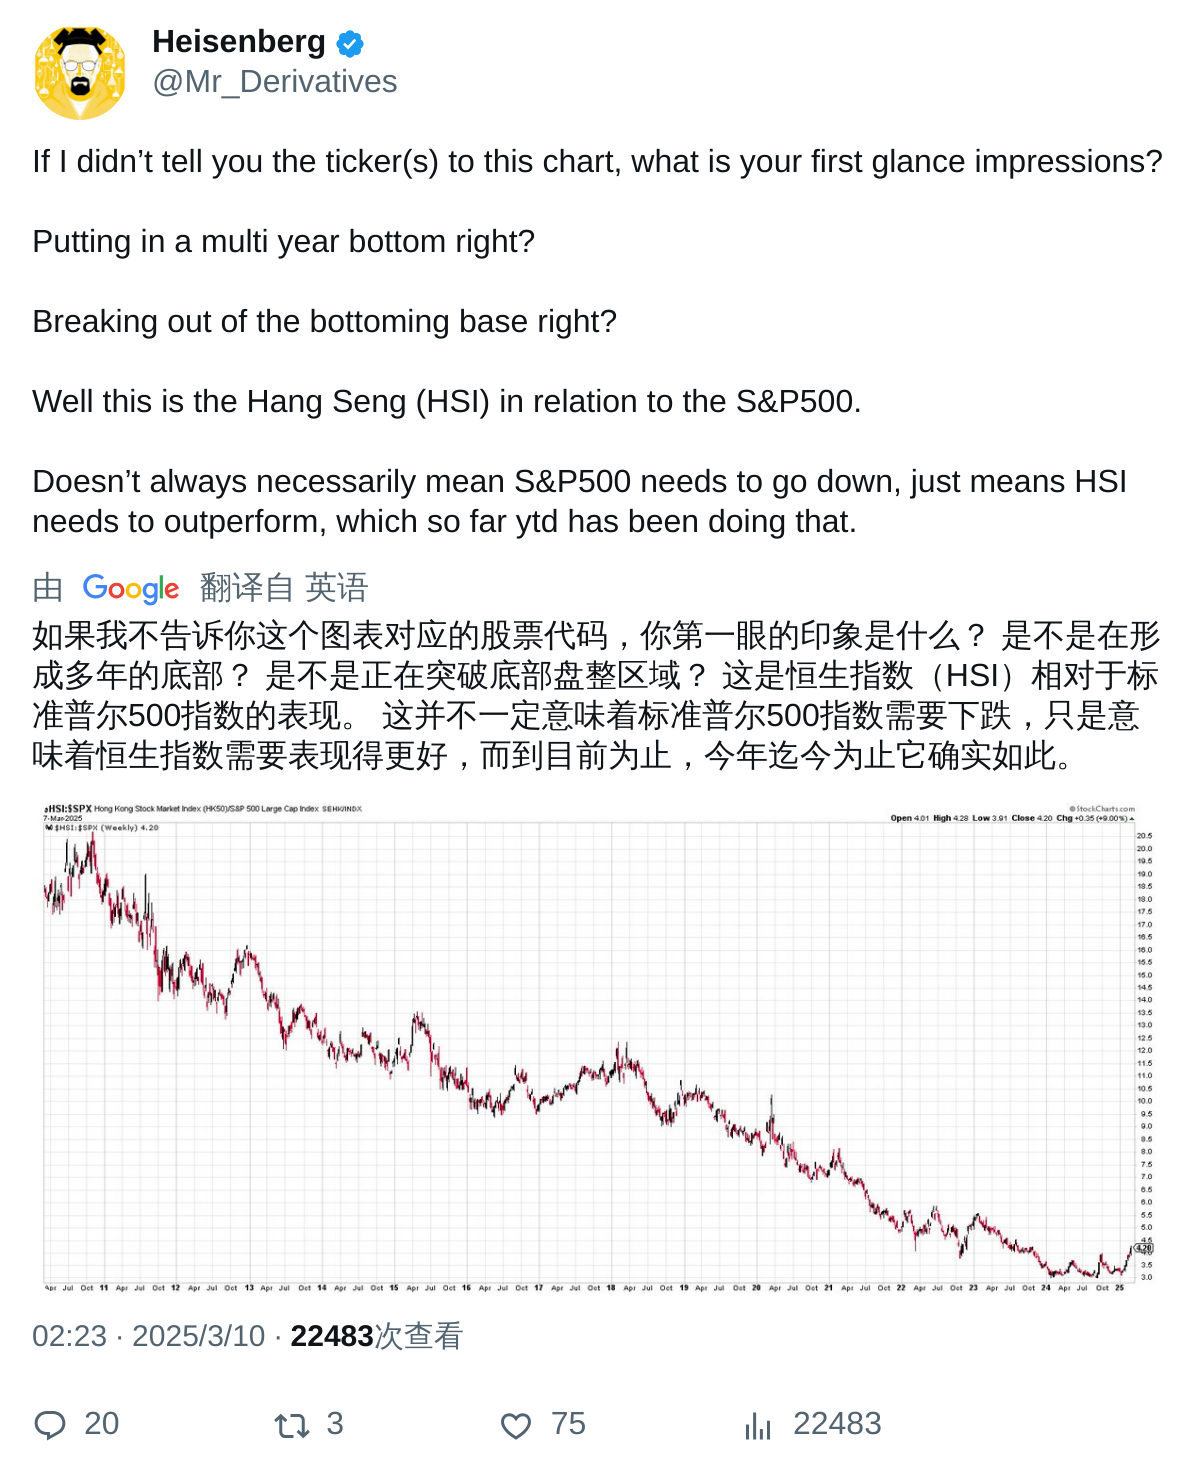 Heisenberg
@Mr_Derivatives
If I didn’t tell you the ticker(s) to this chart, what is your first glance impressions?
Putting in a multi year bottom right?
Breaking out of the bottoming base right?
Well this is the Hang Seng (HSI) in relation to the S&P500.
Doesn’t always necessarily mean S&P500 needs to go down, just means HSI
needs to outperform, which so far ytd has been doing that.
由 Google 翻译自 英语
如果我不告诉你这个图表对应的股票代码，你第一眼的印象是什么？ 是不是在形
成多年的底部？ 是不是正在突破底部盘整区域？ 这是恒生指数（HSI）相对于标
准普尔500指数的表现。 这并不一定意味着标准普尔500指数需要下跌，只是意
味着恒生指数需要表现得更好，而到目前为止，今年迄今为止它确实如此。
$HSI:$SPX Hong Kong Stock Market Index (HK50)/S&P 500 Large Cap Index SEHK/INDX © StockCharts.com
7-Mar-2025 Open 4.01 High 4.28 Low 3.91 Close 4.20 Chg +0.35 (+9.00%)
$HSI:$SPX (Weekly) 4.20
20.5
20.0
19.5
19.0
18.5
18.0
17.5
17.0
16.5
16.0
15.5
15.0
14.5
14.0
13.5
13.0
12.5
12.0
11.5
11.0
10.5
10.0
9.5
9.0
8.5
8.0
7.5
7.0
6.5
6.0
5.5
5.0
4.5
4.20
3.5
3.0
Apr Jul Oct 11 Apr Jul Oct 12 Apr Jul Oct 13 Apr Jul Oct 14 Apr Jul Oct 15 Apr Jul Oct 16 Apr Jul Oct 17 Apr Jul Oct 18 Apr Jul Oct 19 Apr Jul Oct 20 Apr Jul Oct 21 Apr Jul Oct 22 Apr Jul Oct 23 Apr Jul Oct 24 Apr Jul Oct 25
02:23 · 2025/3/10 · 22483次查看
20 3 75 22483